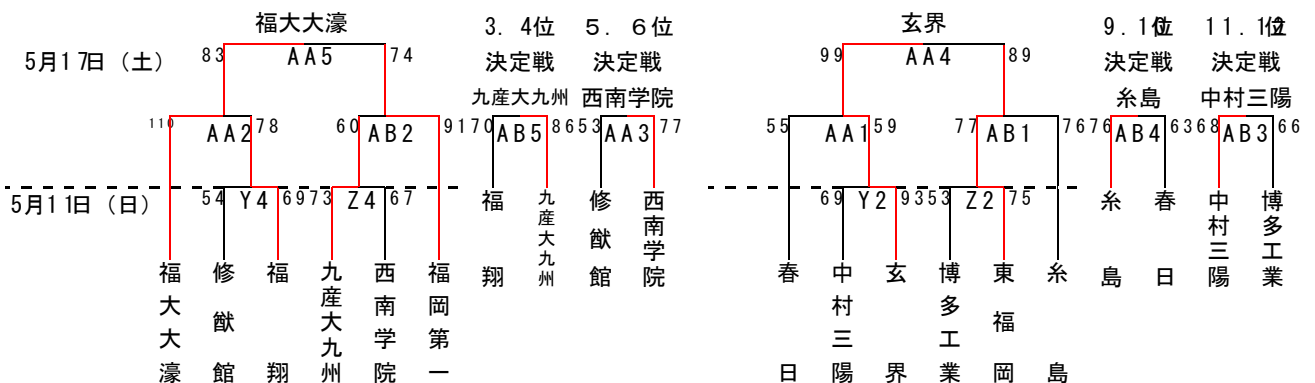 福大大濠 3.4位 5.6位 玄界 9.10位 11.12位
5月17日（土） 83 AA5 74 決定戦 決定戦 99 AA4 89 決定戦 決定戦
九産大九州 西南学院 糸島 中村三陽
110 AA2 78 60 AB2 91 70 AB5 86 53 AA3 77 55 AA1 59 77 AB1 76 76 AB4 63 68 AB3 66
5月11日（日） 54 Y4 69 73 Z4 67 福翔 九産大九州 修猷館 西南学院 69 Y2 93 53 Z2 75 糸島 春日 中村三陽 博多工業
福大大濠 修猷館 福翔 九産大九州 西南学院 福岡第一 春日 中村三陽 玄界 博多工業 東福岡 糸島